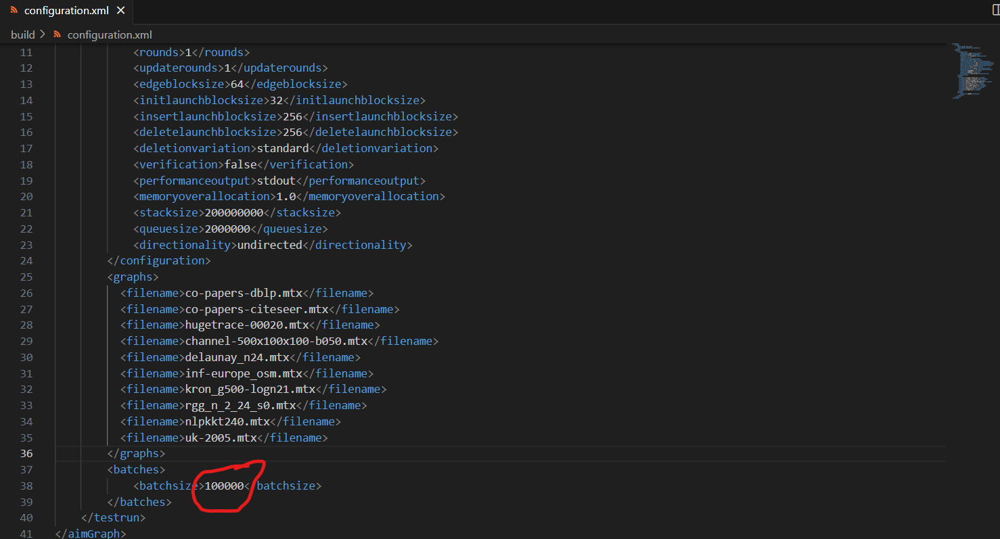 configuration.xml
build > configuration.xml
11 <rounds>1</rounds>
12 <updaterounds>1</updaterounds>
13 <edgeblocksize>64</edgeblocksize>
14 <initlaunchblocksize>32</initlaunchblocksize>
15 <insertlaunchblocksize>256</insertlaunchblocksize>
16 <deletelaunchblocksize>256</deletelaunchblocksize>
17 <deletionvariation>standard</deletionvariation>
18 <verification>false</verification>
19 <performanceoutput>stdout</performanceoutput>
20 <memoryoverallocation>1.0</memoryoverallocation>
21 <stacksize>200000000</stacksize>
22 <queuesize>2000000</queuesize>
23 <directionality>undirected</directionality>
24 </configuration>
25 <graphs>
26 <filename>co-papers-dblp.mtx</filename>
27 <filename>co-papers-citeseer.mtx</filename>
28 <filename>hugetrace-00020.mtx</filename>
29 <filename>channel-500x100x100-b050.mtx</filename>
30 <filename>delaunay_n24.mtx</filename>
31 <filename>inf-europe_osm.mtx</filename>
32 <filename>kron_g500-logn21.mtx</filename>
33 <filename>rgg_n_2_24_s0.mtx</filename>
34 <filename>nlpkkt240.mtx</filename>
35 <filename>uk-2005.mtx</filename>
36 </graphs>
37 <batches>
38 <batchsize>100000</batchsize>
39 </batches>
40 </testrun>
41 </aimGraph>